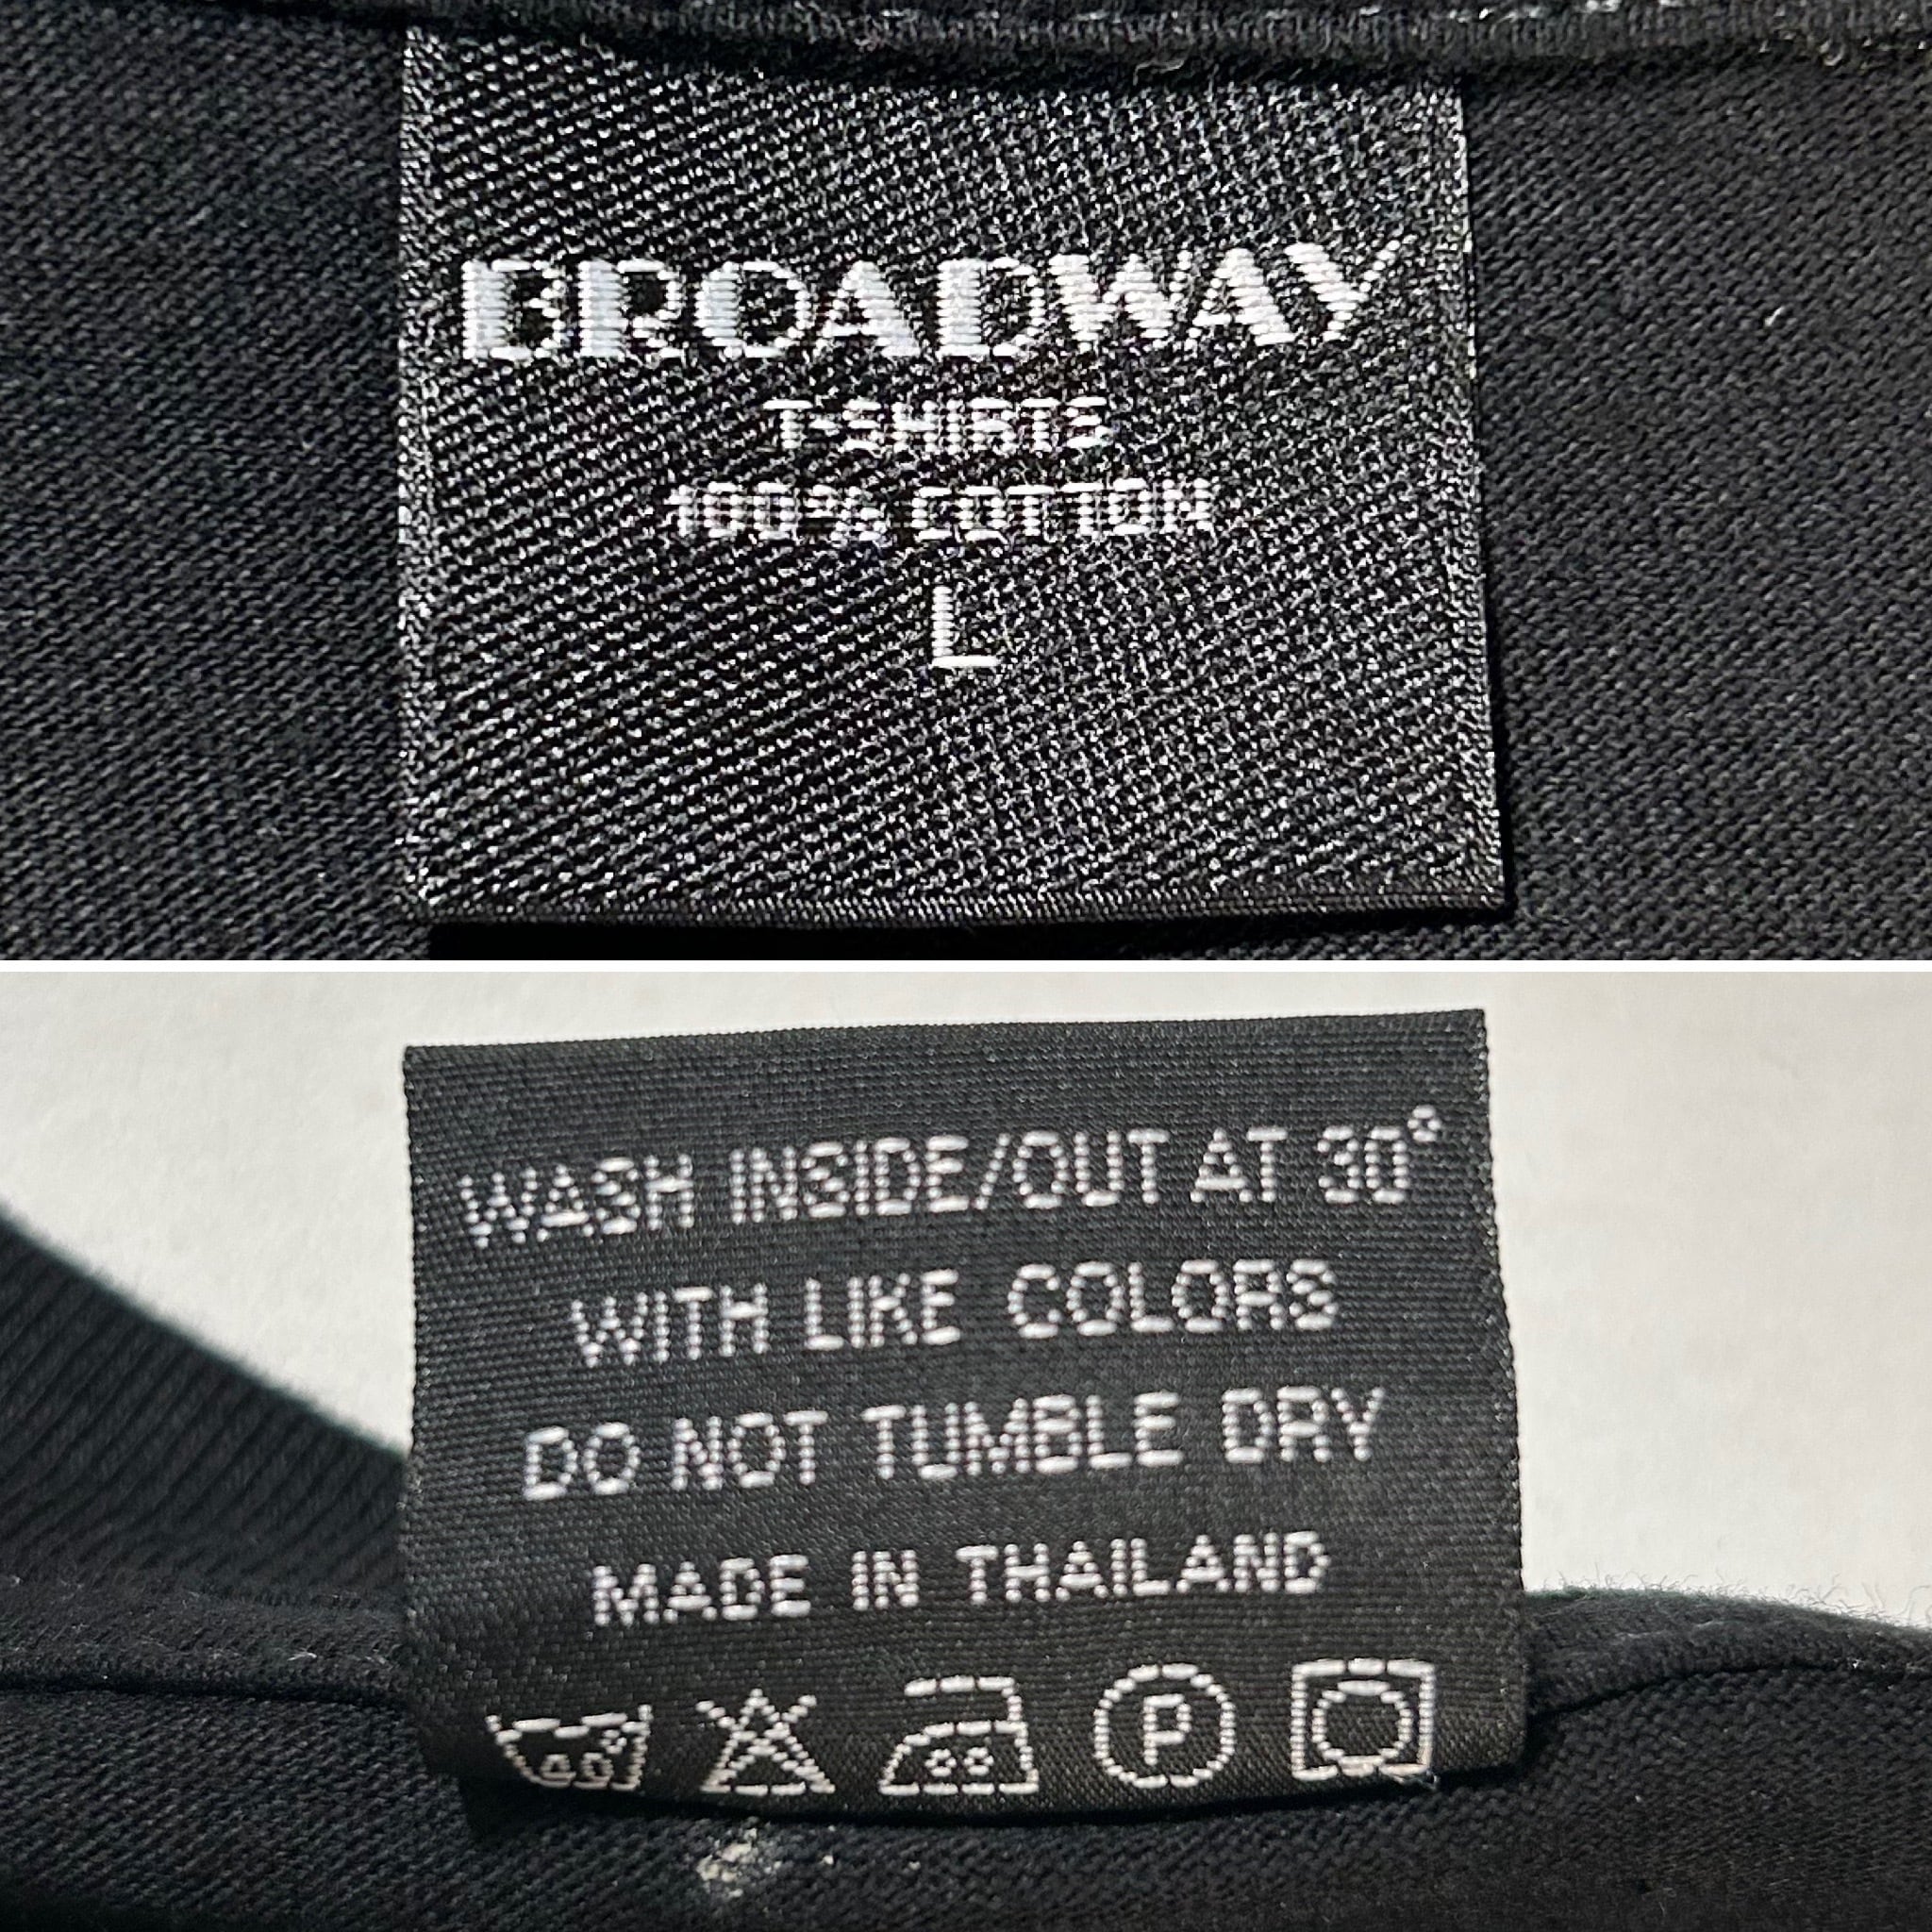 BROADWAY
T-SHIRTS
100% COTTON
L
WASH INSIDE/OUT AT 30°
WITH LIKE COLORS
DO NOT TUMBLE DRY
MADE IN THAILAND
40° P